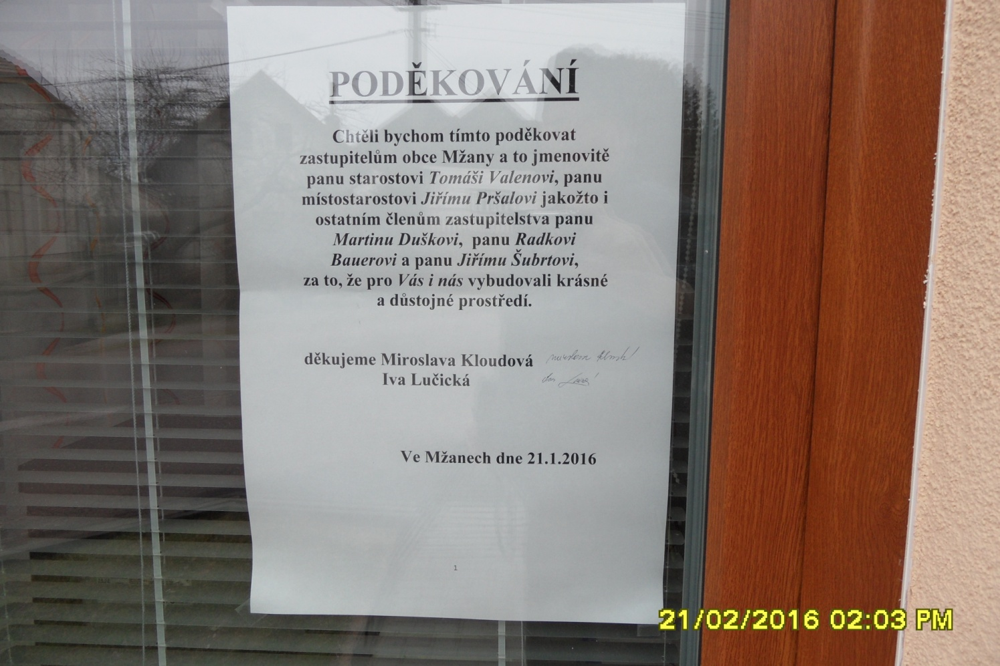 PODĚKOVÁNÍ
Chtěli bychom tímto poděkovat
zastupitelům obce Mžany a to jmenovitě
panu starostovi Tomáši Valenovi, panu
místostarostovi Jiřímu Pršalovi jakožto i
ostatním členům zastupitelstva panu
Martinu Duškovi, panu Radkovi
Bauerovi a panu Jiřímu Šubrtovi,
za to, že pro Vás i nás vybudovali krásné
a důstojné prostředí.
děkujeme Miroslava Kloudová
Iva Lučická
Ve Mžanech dne 21.1.2016
1
21/02/2016 02:03 PM